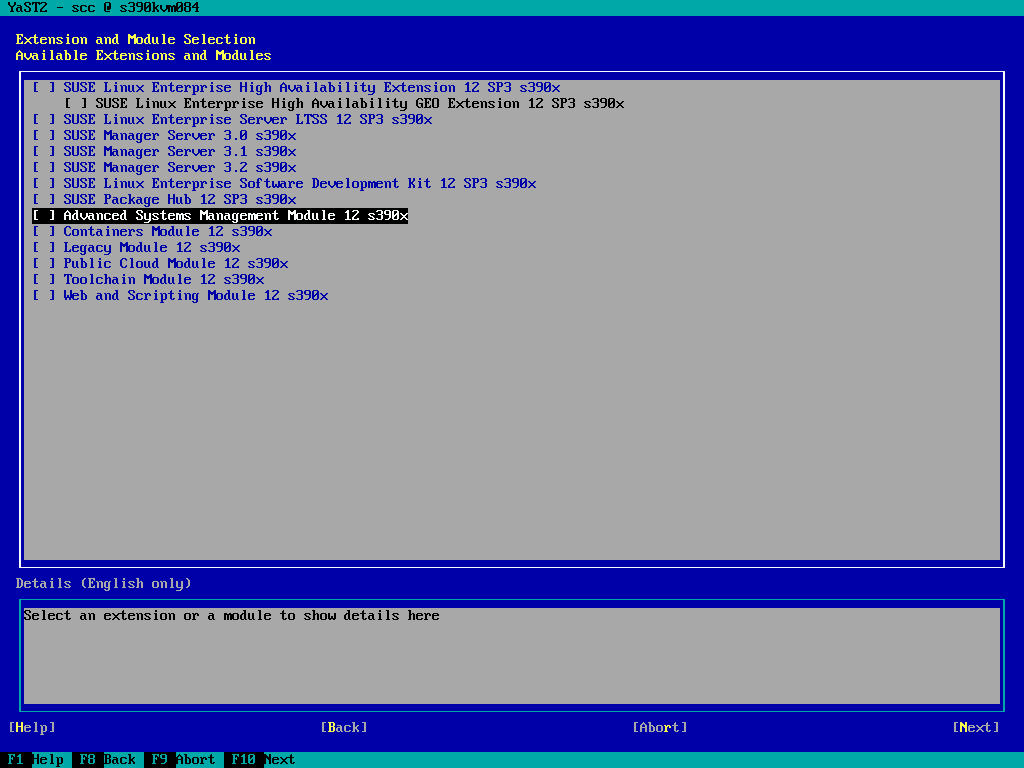 YaST2 - scc @ s390kvm084
Extension and Module Selection
Available Extensions and Modules
[ ] SUSE Linux Enterprise High Availability Extension 12 SP3 s390x
[ ] SUSE Linux Enterprise High Availability GEO Extension 12 SP3 s390x
[ ] SUSE Linux Enterprise Server LTSS 12 SP3 s390x
[ ] SUSE Manager Server 3.0 s390x
[ ] SUSE Manager Server 3.1 s390x
[ ] SUSE Manager Server 3.2 s390x
[ ] SUSE Linux Enterprise Software Development Kit 12 SP3 s390x
[ ] SUSE Package Hub 12 SP3 s390x
[ ] Advanced Systems Management Module 12 s390x
[ ] Containers Module 12 s390x
[ ] Legacy Module 12 s390x
[ ] Public Cloud Module 12 s390x
[ ] Toolchain Module 12 s390x
[ ] Web and Scripting Module 12 s390x
Details (English only)
Select an extension or a module to show details here
[Help] [Back] [Abort] [Next]
F1 Help F8 Back F9 Abort F10 Next